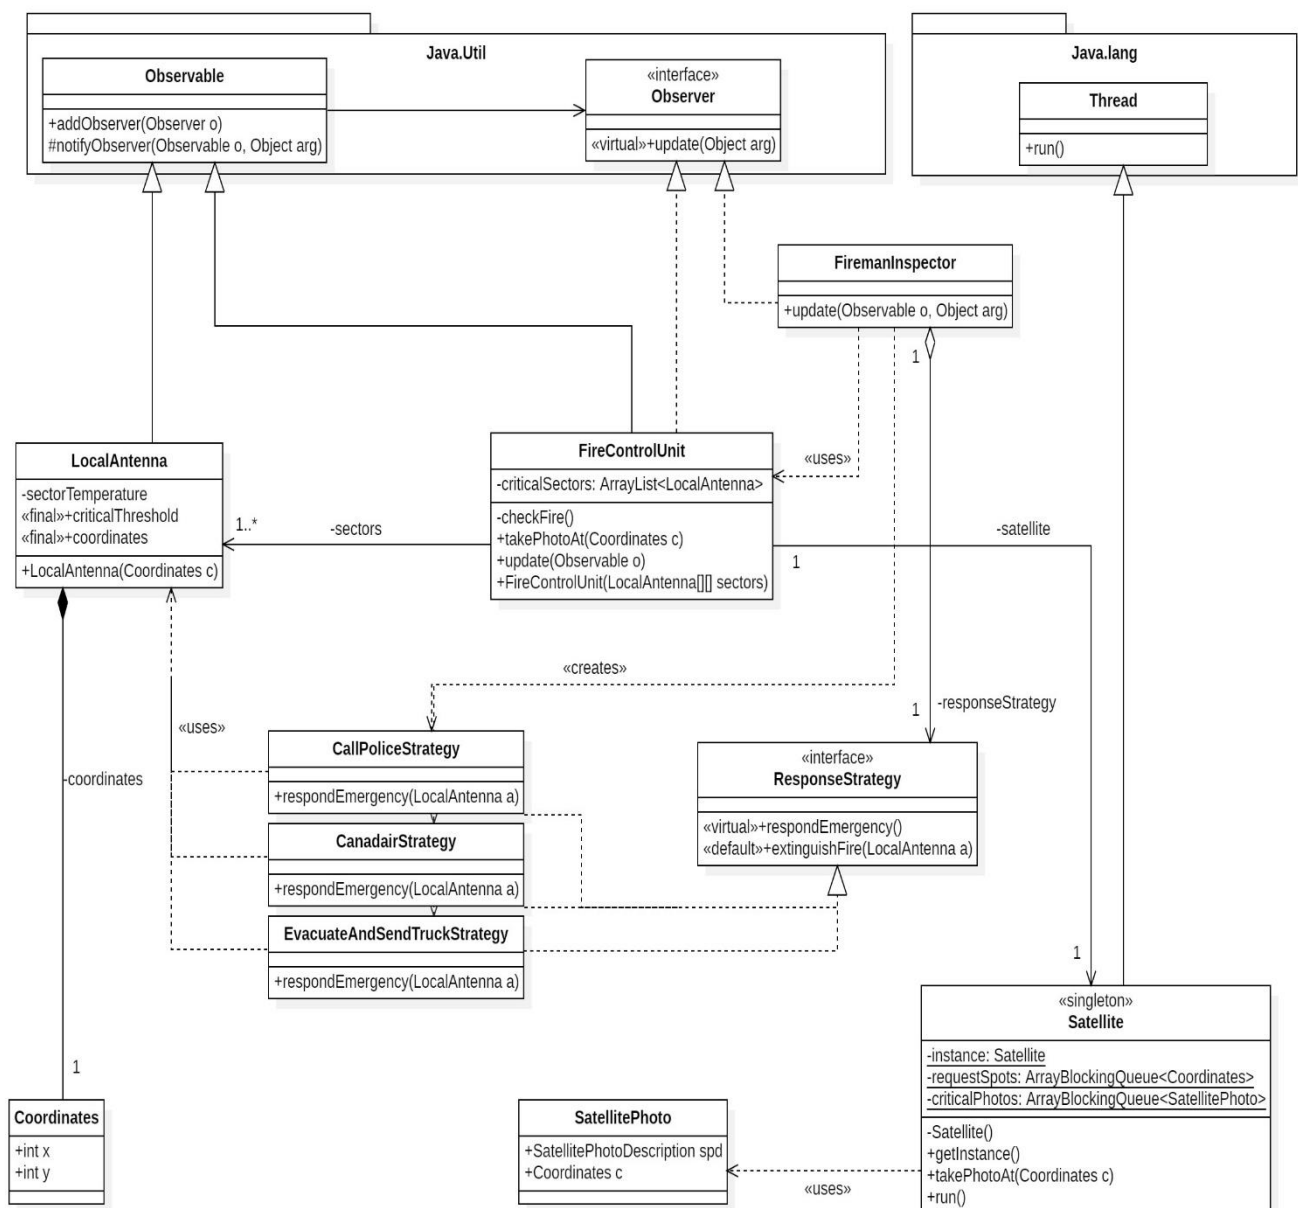 Java.Util
Observable
+addObserver(Observer o)
#notifyObserver(Observable o, Object arg)
«interface»
Observer
«virtual»+update(Object arg)
Java.lang
Thread
+run()
FiremanInspector
+update(Observable o, Object arg)
1
LocalAntenna
-sectorTemperature
«final»+criticalThreshold
«final»+coordinates
+LocalAntenna(Coordinates c)
1..*
-sectors
FireControlUnit
-criticalSectors: ArrayList<LocalAntenna>
-checkFire()
+takePhotoAt(Coordinates c)
+update(Observable o)
+FireControlUnit(LocalAntenna[][] sectors)
«uses»
1
-satellite
«creates»
«uses»
-coordinates
1
-responseStrategy
CallPoliceStrategy
+respondEmergency(LocalAntenna a)
CanadairStrategy
+respondEmergency(LocalAntenna a)
EvacuateAndSendTruckStrategy
+respondEmergency(LocalAntenna a)
«interface»
ResponseStrategy
«virtual»+respondEmergency()
«default»+extinguishFire(LocalAntenna a)
1
1
Coordinates
+int x
+int y
SatellitePhoto
+SatellitePhotoDescription spd
+Coordinates c
«uses»
«singleton»
Satellite
-instance: Satellite
-requestSpots: ArrayBlockingQueue<Coordinates>
-criticalPhotos: ArrayBlockingQueue<SatellitePhoto>
-Satellite()
+getInstance()
+takePhotoAt(Coordinates c)
+run()